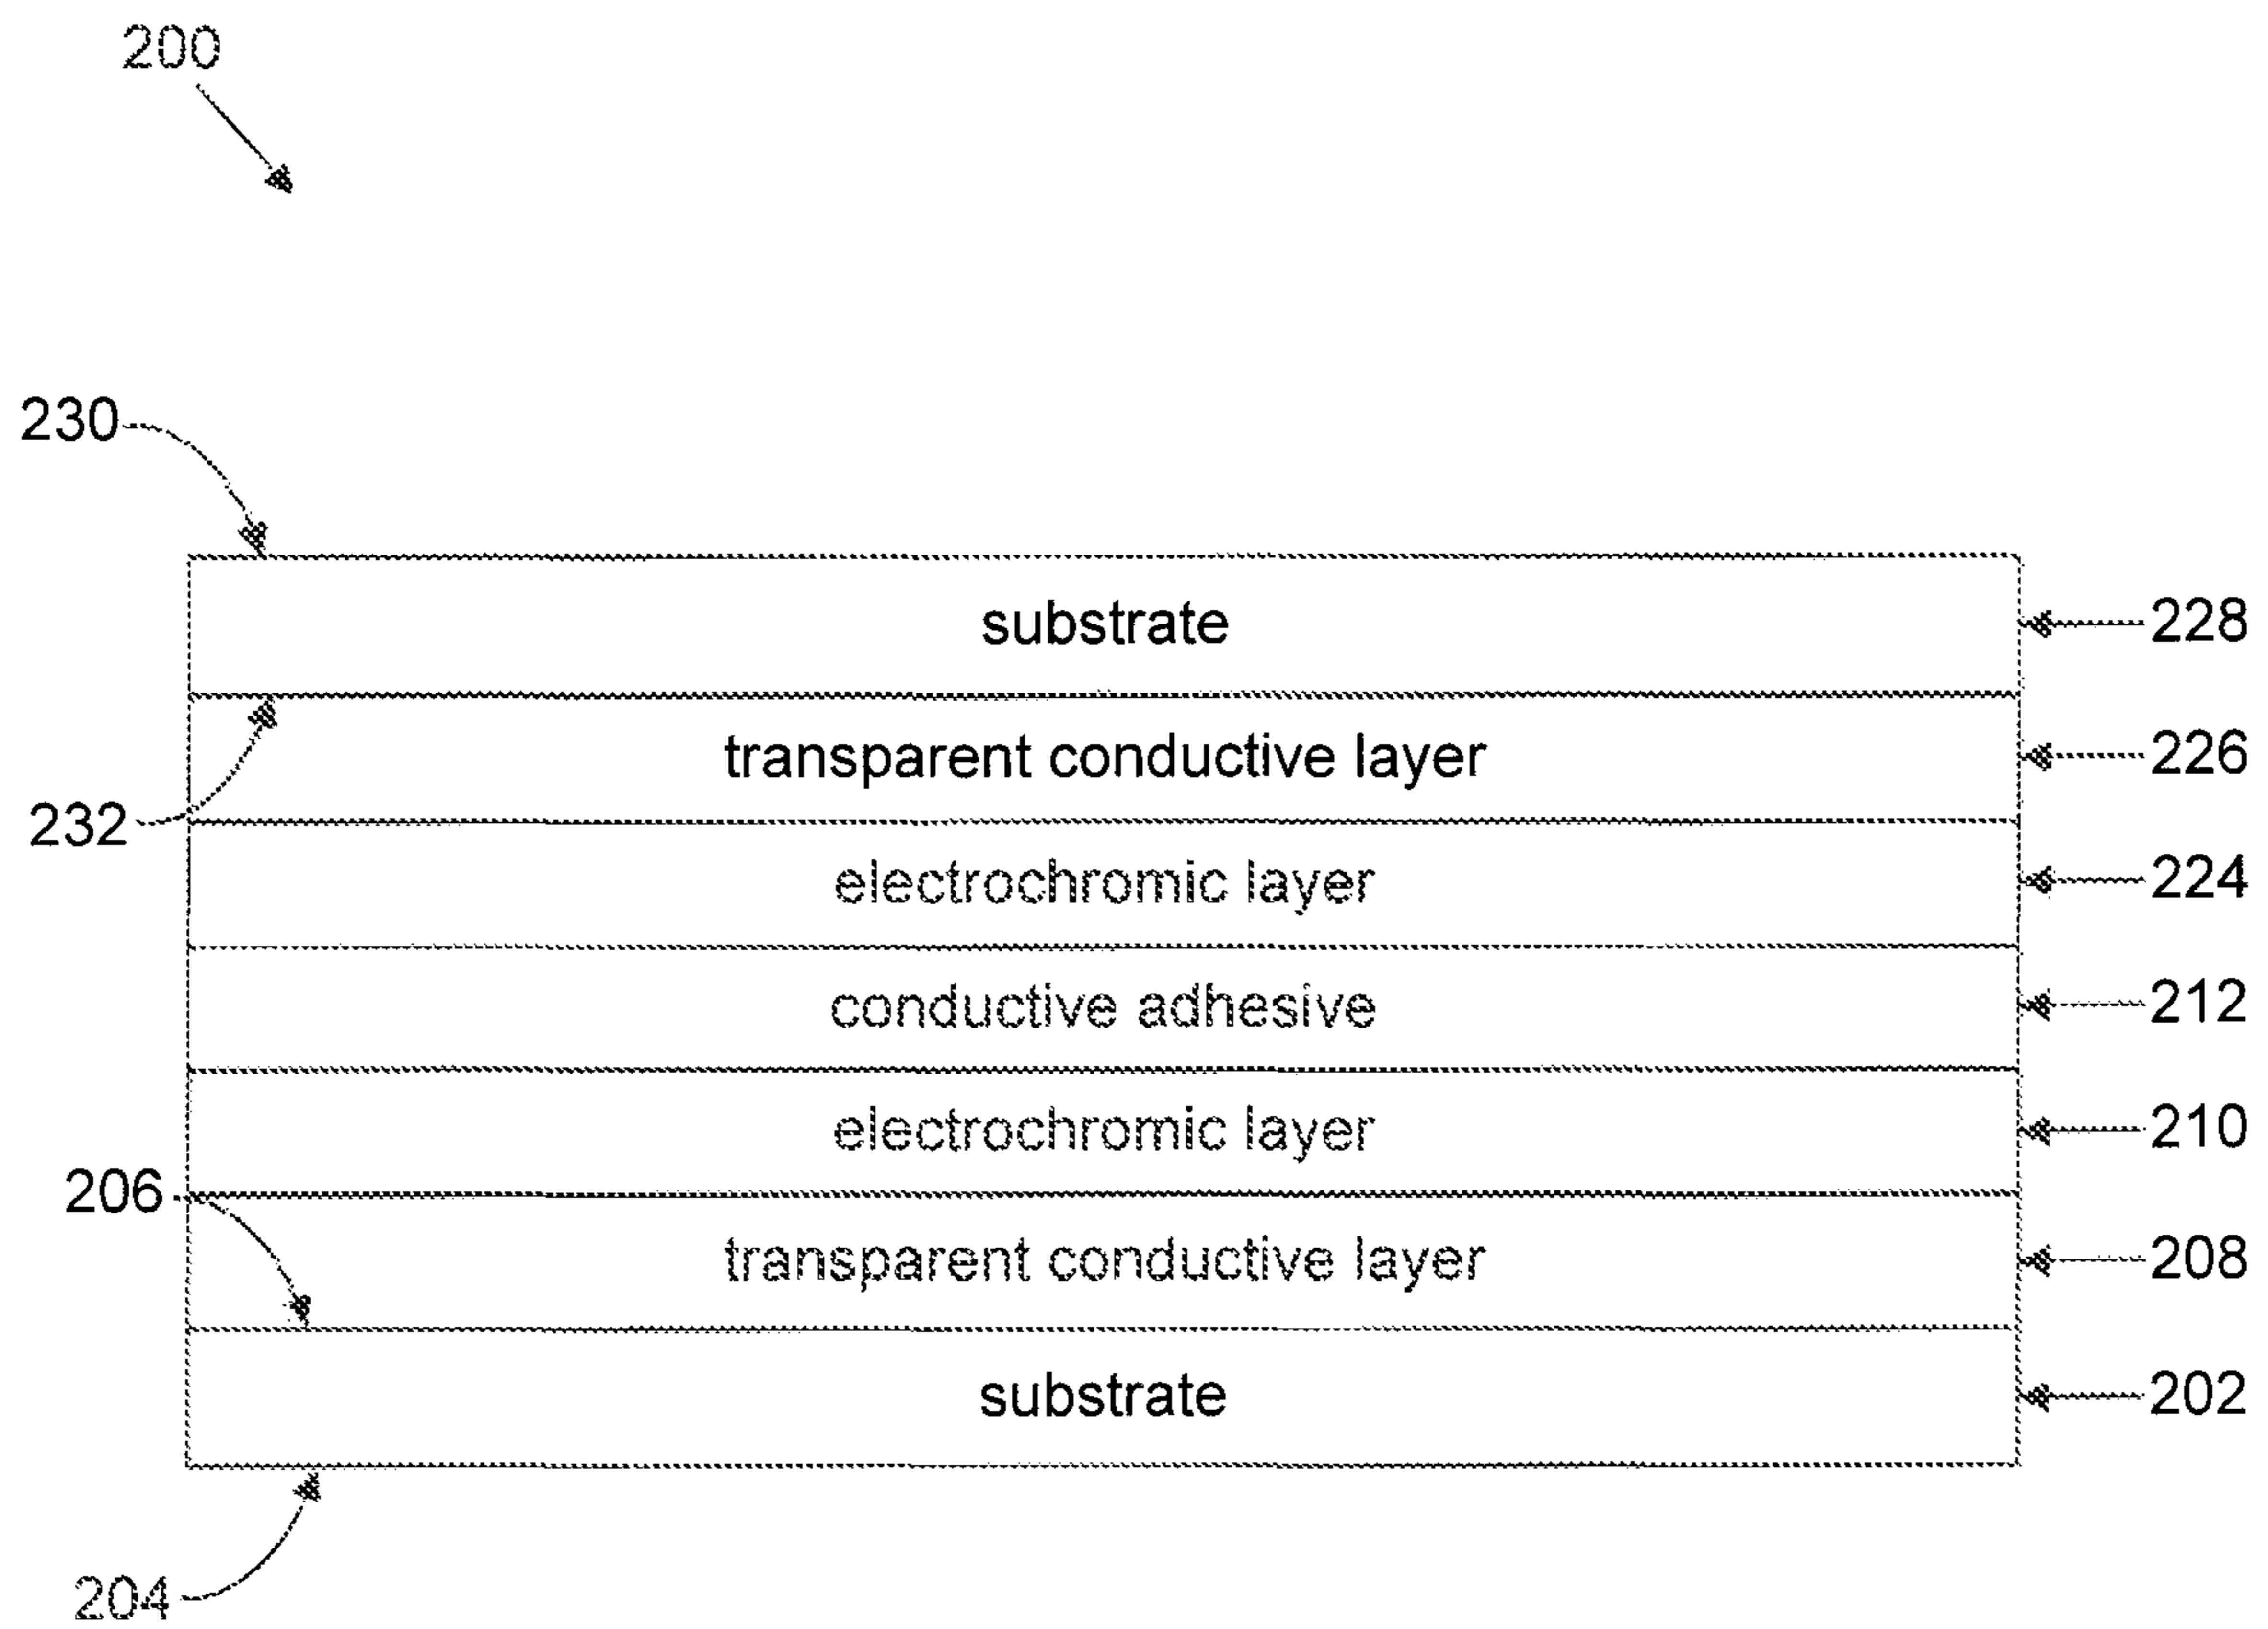 200
230
substrate 228
transparent conductive layer 226
232
electrochromic layer 224
conductive adhesive 212
electrochromic layer 210
206
transparent conductive layer 208
substrate 202
204